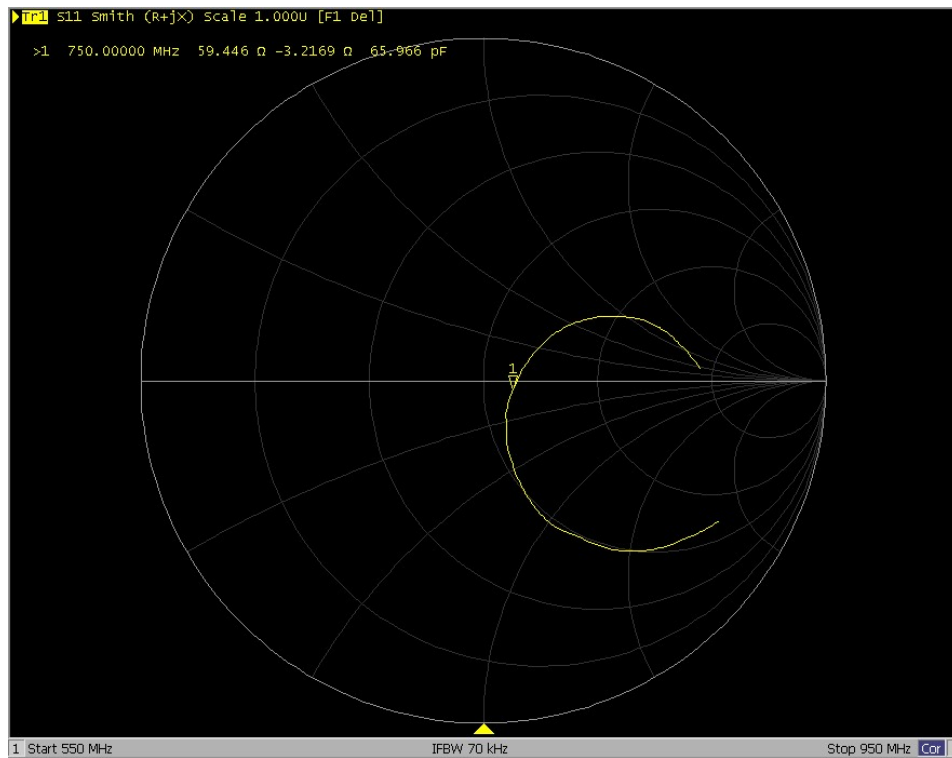 Tr1 S11 Smith (R+jX) Scale 1.000U [F1 Del]
>1 750.00000 MHz 59.446 Ω -3.2169 Ω 65.966 pF
1
1 Start 550 MHz IFBW 70 kHz Stop 950 MHz Cor